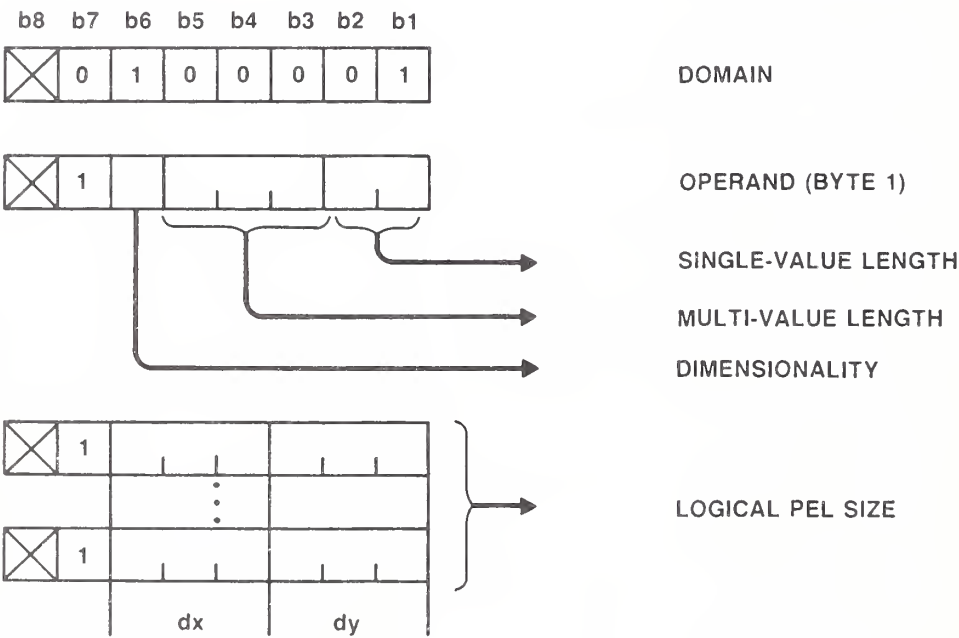 b8 b7 b6 b5 b4 b3 b2 b1
0 1 0 0 0 0 1 DOMAIN
1 OPERAND (BYTE 1)
SINGLE-VALUE LENGTH
MULTI-VALUE LENGTH
DIMENSIONALITY
1
LOGICAL PEL SIZE
1
dx dy